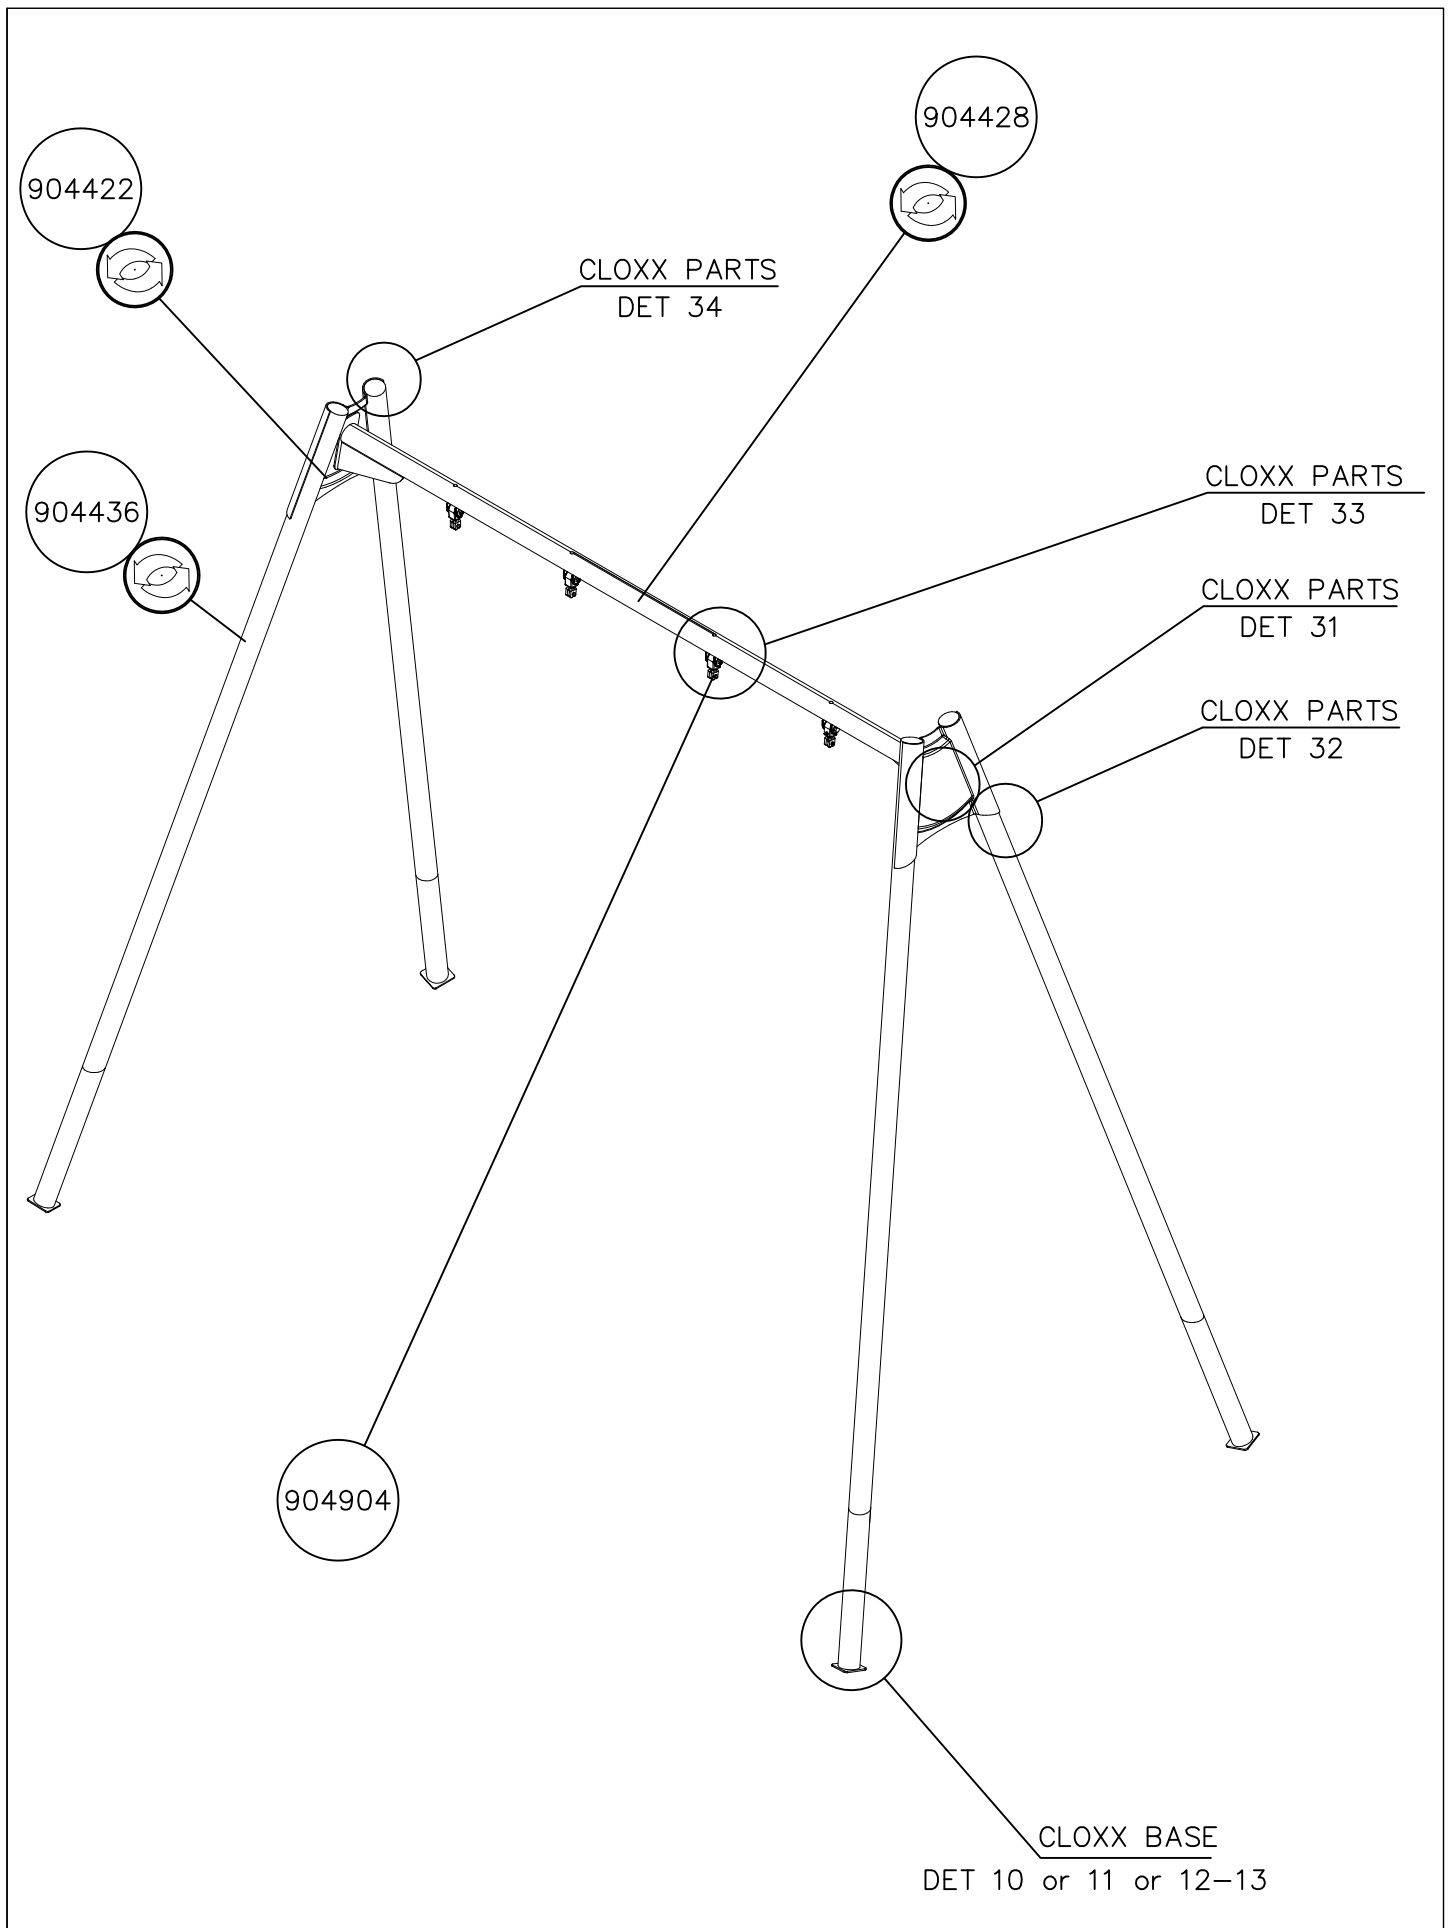 904428
904422
CLOXX PARTS
DET 34
CLOXX PARTS
DET 33
904436
CLOXX PARTS
DET 31
CLOXX PARTS
DET 32
904904
CLOXX BASE
DET 10 or 11 or 12-13